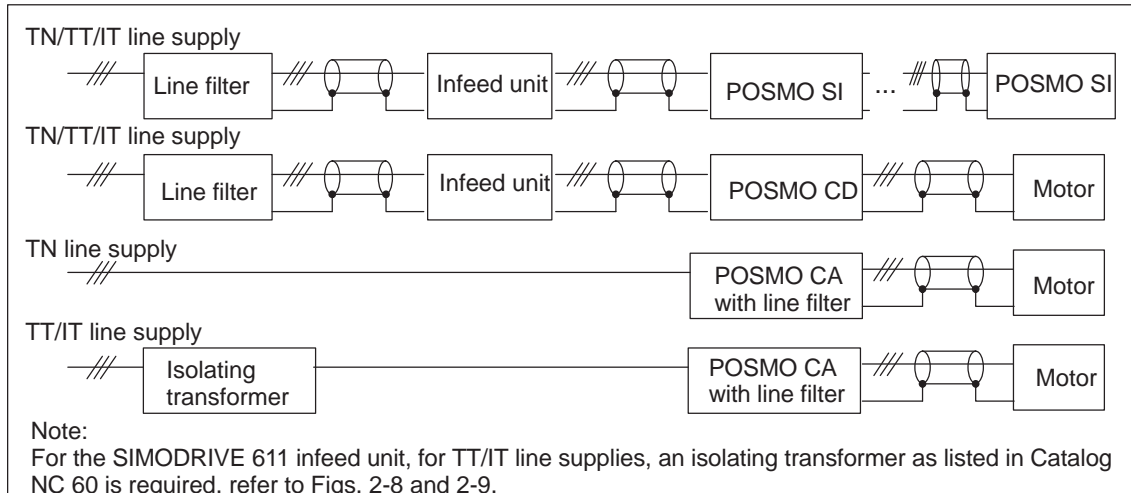 TN/TT/IT line supply
Line filter
Infeed unit
POSMO SI
...
POSMO SI
TN/TT/IT line supply
Line filter
Infeed unit
POSMO CD
Motor
TN line supply
POSMO CA
with line filter
Motor
TT/IT line supply
Isolating
transformer
POSMO CA
with line filter
Motor
Note:
For the SIMODRIVE 611 infeed unit, for TT/IT line supplies, an isolating transformer as listed in Catalog
NC 60 is required, refer to Figs. 2-8 and 2-9.